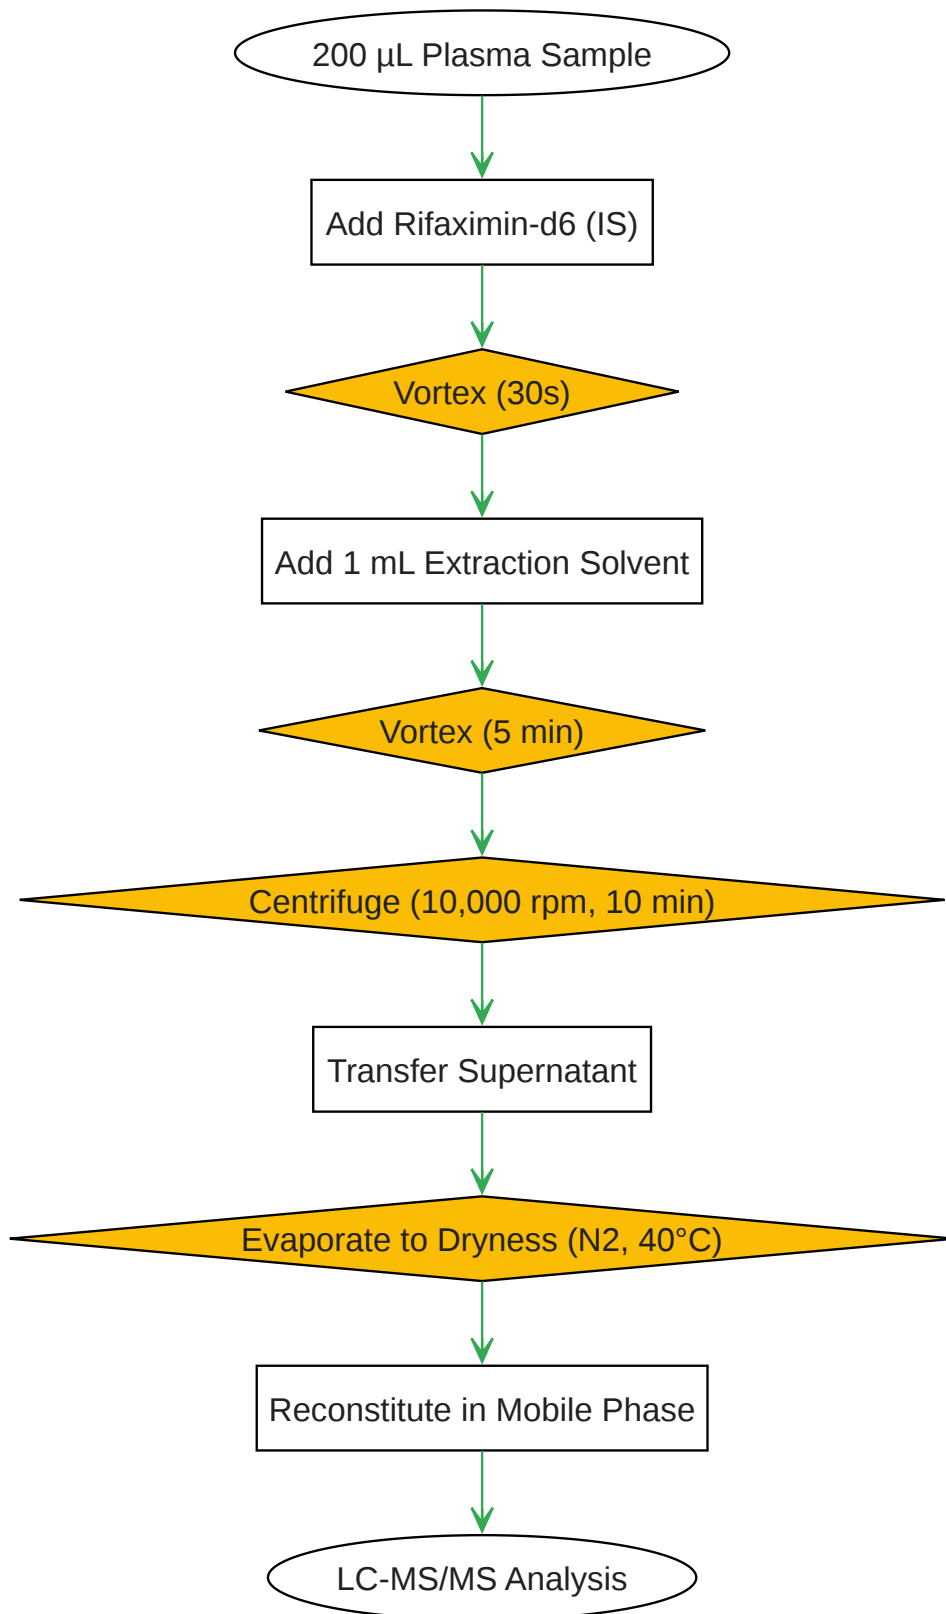 200 µL Plasma Sample
Add Rifaximin-d6 (IS)
Vortex (30s)
Add 1 mL Extraction Solvent
Vortex (5 min)
Centrifuge (10,000 rpm, 10 min)
Transfer Supernatant
Evaporate to Dryness (N2, 40°C)
Reconstitute in Mobile Phase
LC-MS/MS Analysis